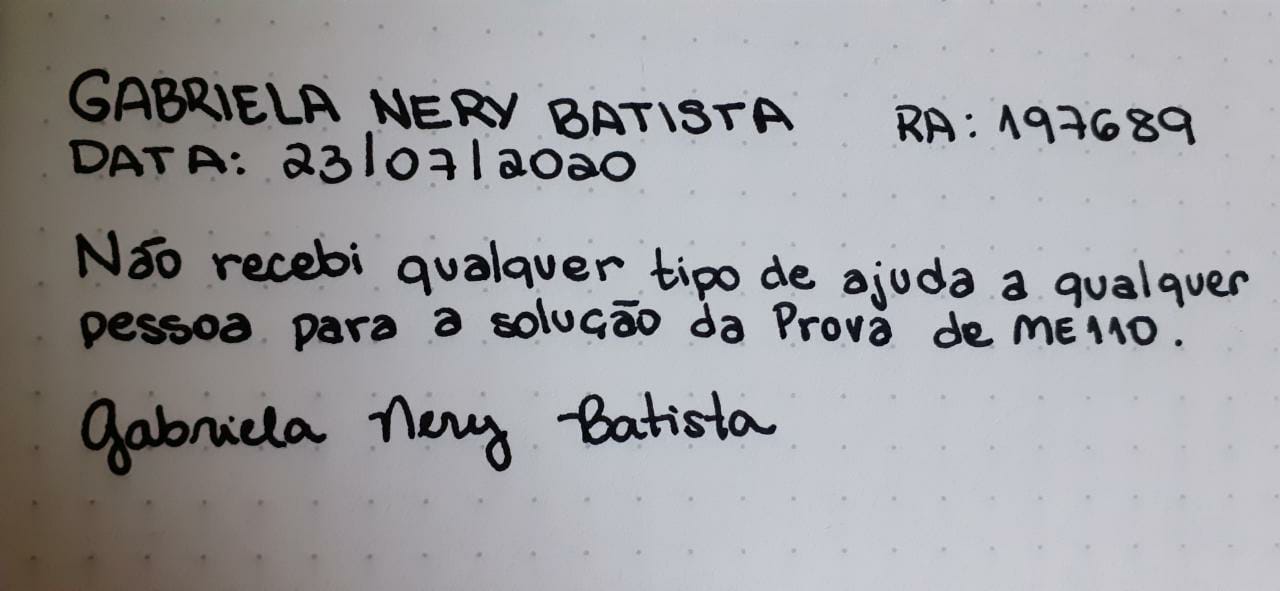 GABRIELA NERY BATISTA RA: 197689
DATA: 23/07/2020
Não recebi qualquer tipo de ajuda a qualquer
pessoa para a solução da Prova de ME110.
Gabriela Nery Batista